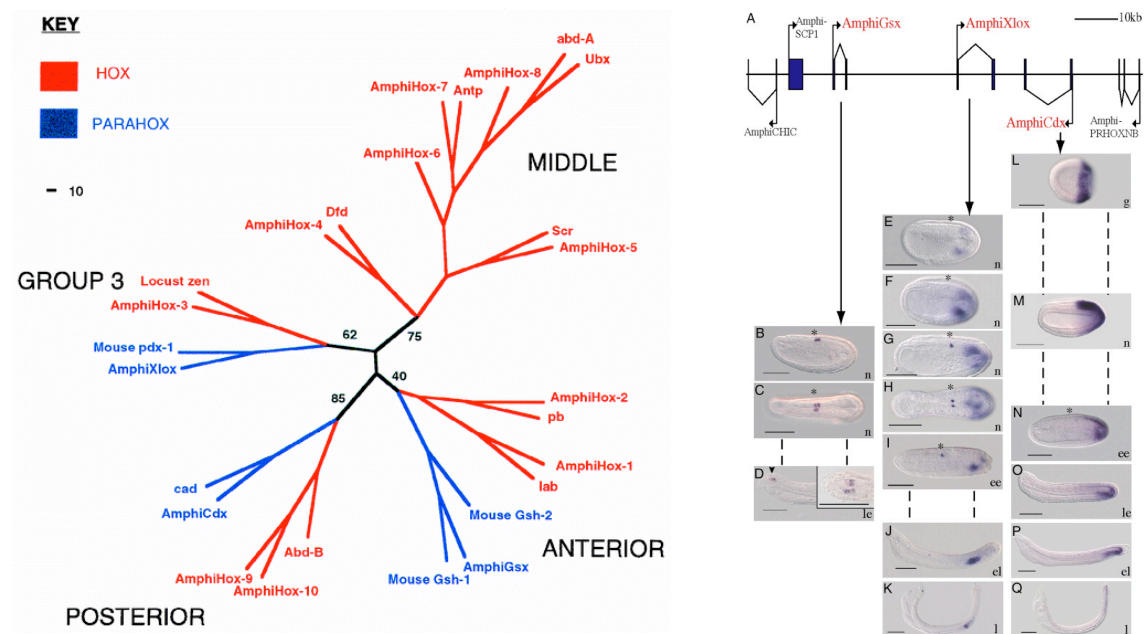 KEY
HOX
PARAHOX
10
abd-A
Ubx
AmphiHox-8
AmphiHox-7
Antp
AmphiHox-6
MIDDLE
Dfd
AmphiHox-4
Scr
AmphiHox-5
GROUP 3
Locust zen
AmphiHox-3
62
75
Mouse pdx-1
AmphiXlox
85
40
AmphiHox-2
pb
AmphiHox-1
lab
cad
AmphiCdx
Mouse Gsh-2
Abd-B
ANTERIOR
AmphiHox-9
AmphiHox-10
AmphiGsx
Mouse Gsh-1
POSTERIOR
A
Amphi-
SCP1
AmphiGsx
AmphiXlox
10kb
AmphiCHIC
AmphiCdx
Amphi-
PRHOXNB
L
g
E
*
n
F
*
n
M
n
B
*
n
G
*
n
C
*
n
H
*
n
N
*
ee
I
*
ee
D
le
O
le
J
el
P
el
K
l
Q
l